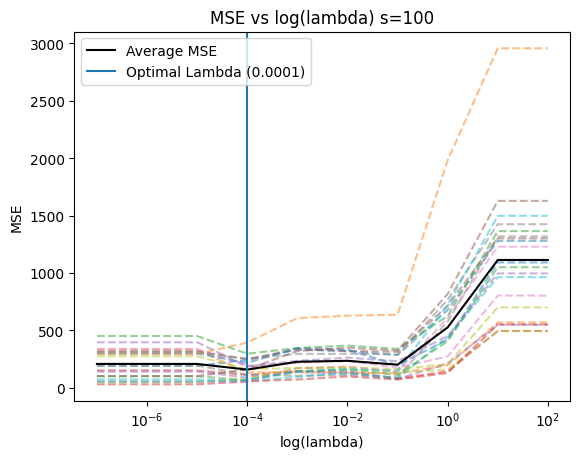 MSE vs log(lambda) s=100
Average MSE
Optimal Lambda (0.0001)
MSE
3000
2500
2000
1500
1000
500
0
10⁻⁶
10⁻⁴
10⁻²
10⁰
10²
log(lambda)